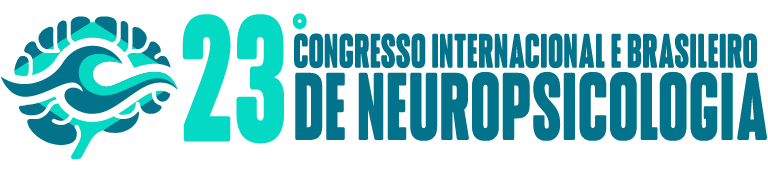 23° CONGRESSO INTERNACIONAL E BRASILEIRO
DE NEUROPSICOLOGIA